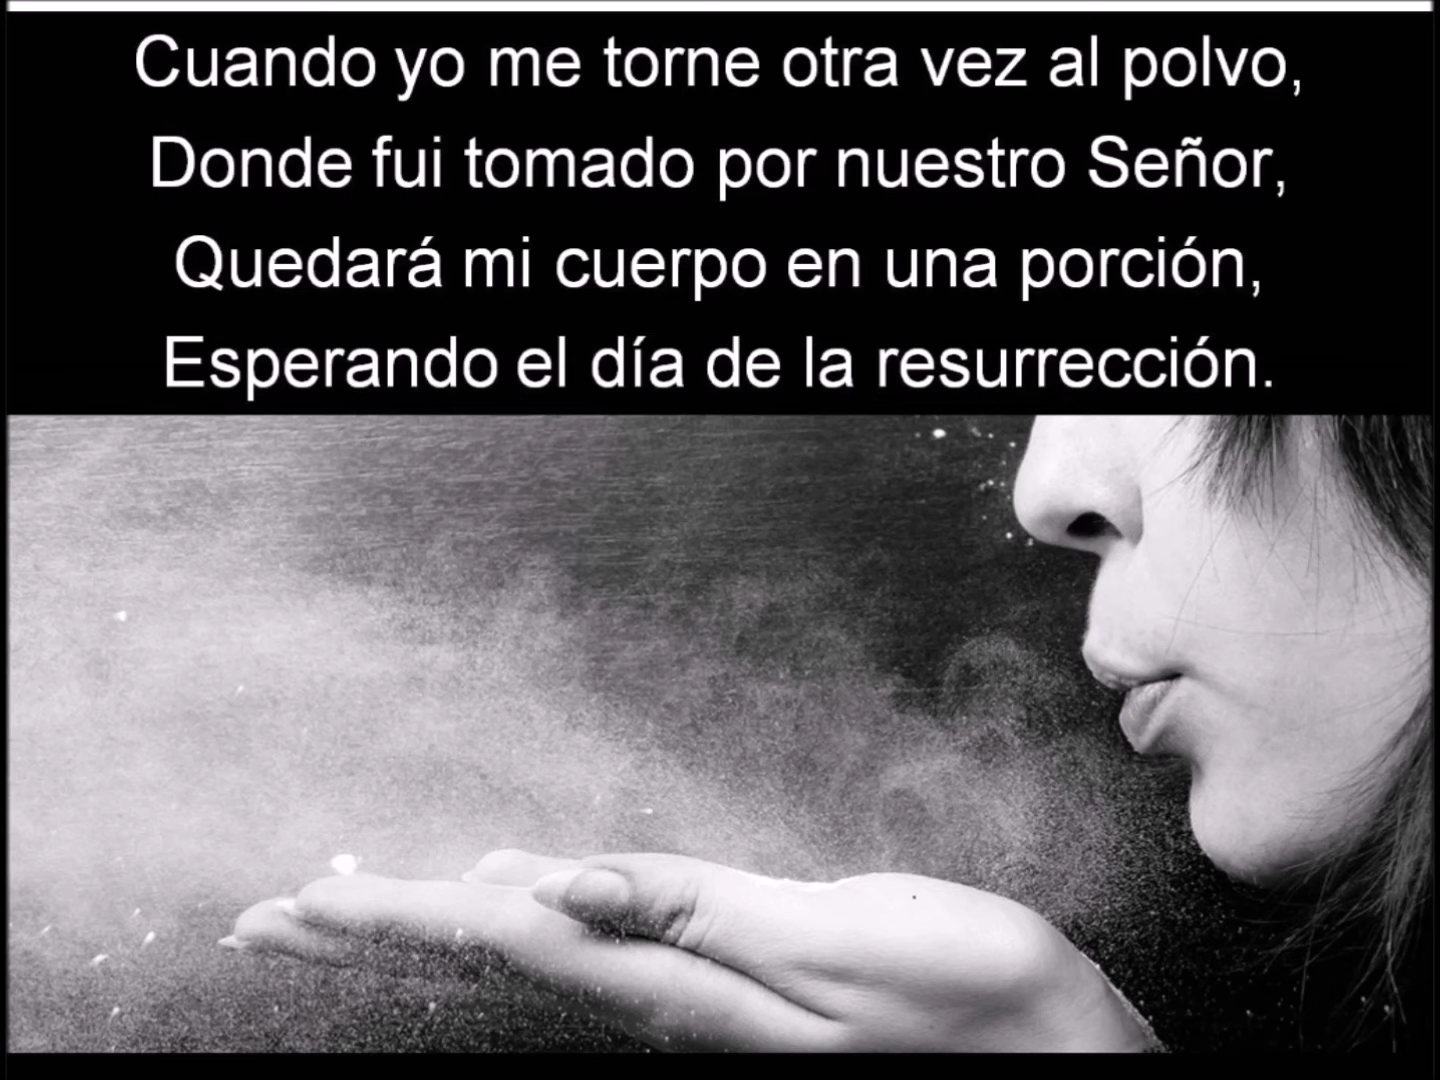 Cuando yo me torne otra vez al polvo,
Donde fui tomado por nuestro Señor,
Quedará mi cuerpo en una porción,
Esperando el día de la resurrección.